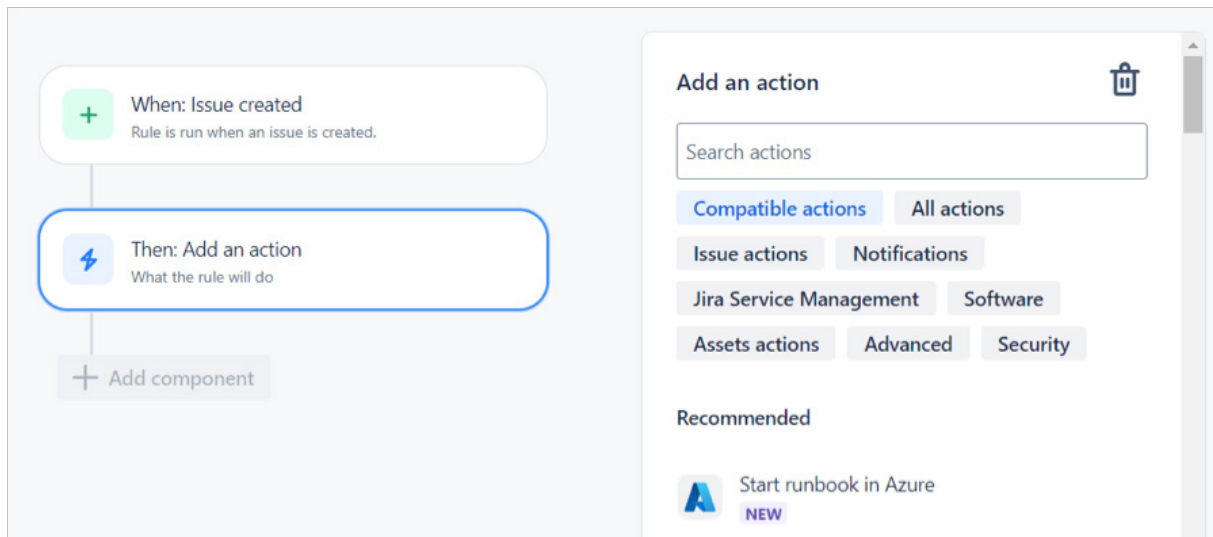 When: Issue created
Rule is run when an issue is created.
Then: Add an action
What the rule will do
Add component
Add an action
Search actions
Compatible actions All actions
Issue actions Notifications
Jira Service Management Software
Assets actions Advanced Security
Recommended
Start runbook in Azure
NEW